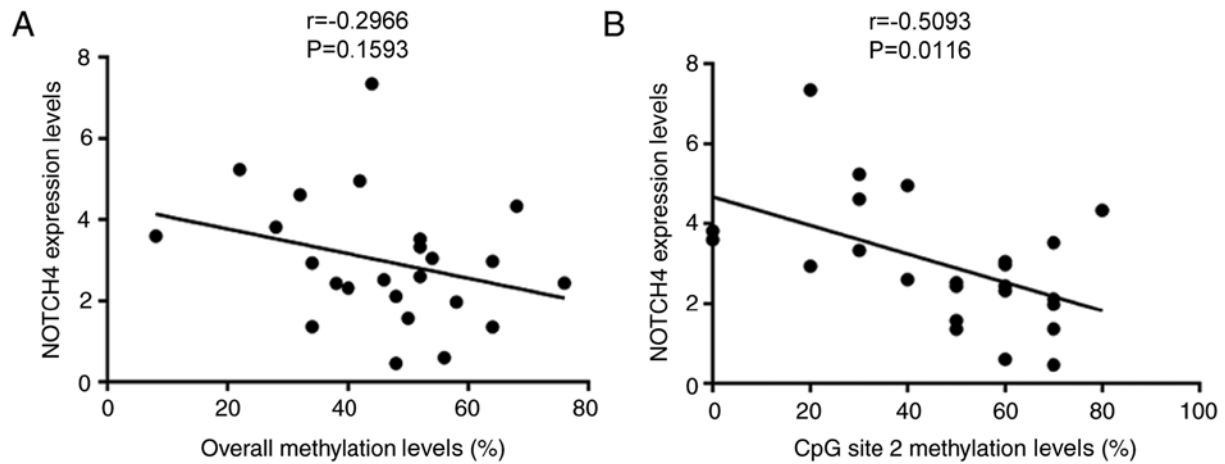 A
r=-0.2966
P=0.1593
NOTCH4 expression levels
8
6
4
2
0
0 20 40 60 80
Overall methylation levels (%)
B
r=-0.5093
P=0.0116
NOTCH4 expression levels
8
6
4
2
0
0 20 40 60 80 100
CpG site 2 methylation levels (%)